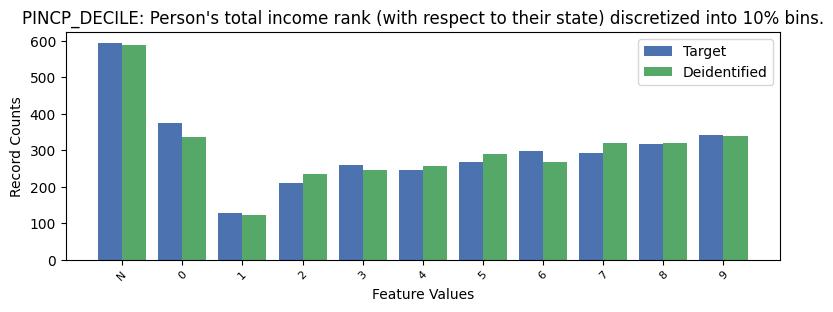 PINCP_DECILE: Person's total income rank (with respect to their state) discretized into 10% bins.
600
500
400
300
200
100
0
Record Counts
Target
Deidentified
N 0 1 2 3 4 5 6 7 8 9
Feature Values